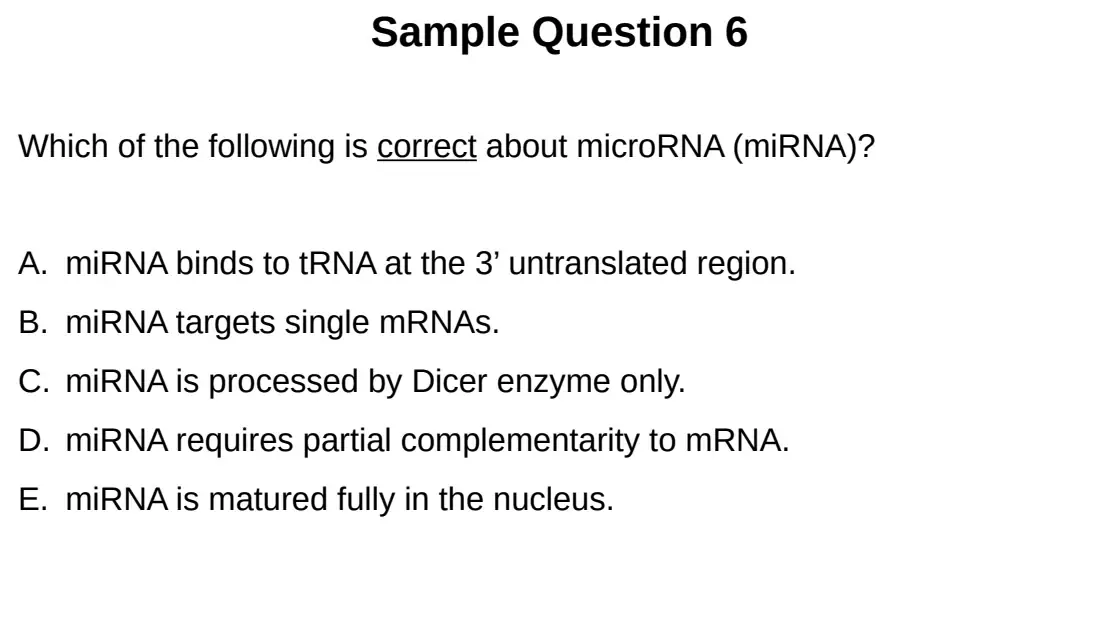 Sample Question 6
Which of the following is correct about microRNA (miRNA)?
A. miRNA binds to tRNA at the 3’ untranslated region.
B. miRNA targets single mRNAs.
C. miRNA is processed by Dicer enzyme only.
D. miRNA requires partial complementarity to mRNA.
E. miRNA is matured fully in the nucleus.